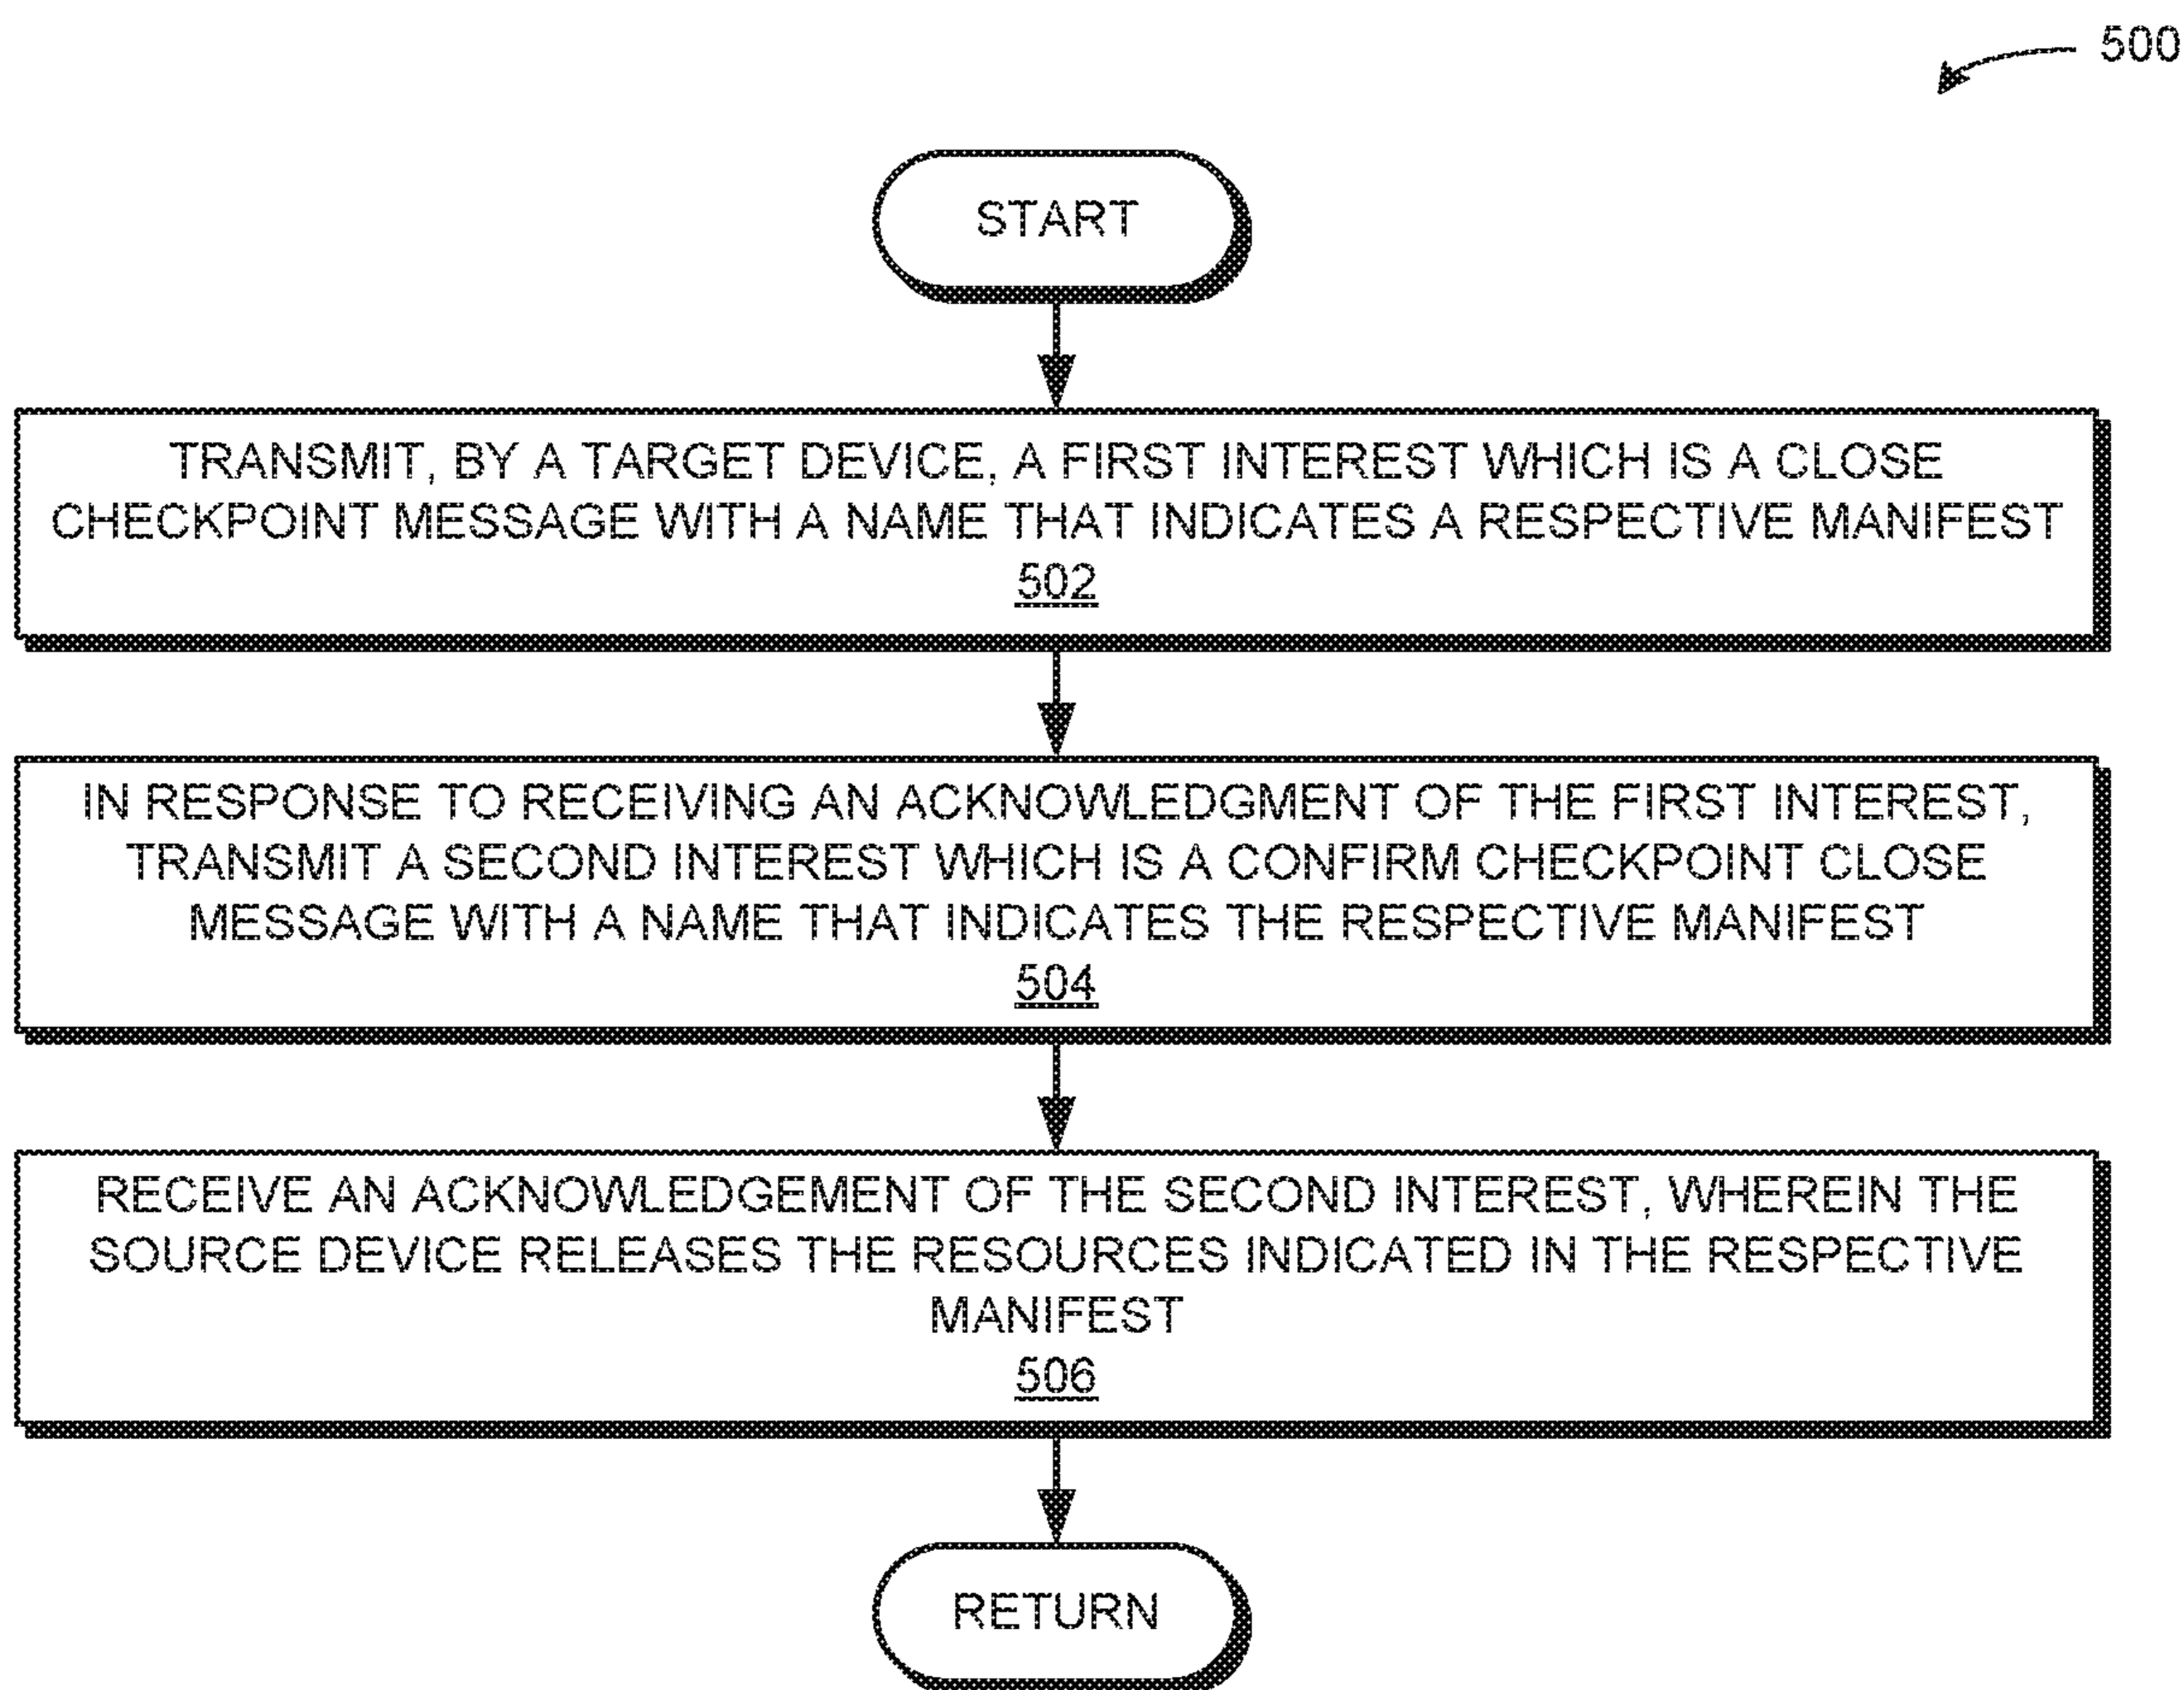 500
START
TRANSMIT, BY A TARGET DEVICE, A FIRST INTEREST WHICH IS A CLOSE
CHECKPOINT MESSAGE WITH A NAME THAT INDICATES A RESPECTIVE MANIFEST
502
IN RESPONSE TO RECEIVING AN ACKNOWLEDGMENT OF THE FIRST INTEREST,
TRANSMIT A SECOND INTEREST WHICH IS A CONFIRM CHECKPOINT CLOSE
MESSAGE WITH A NAME THAT INDICATES THE RESPECTIVE MANIFEST
504
RECEIVE AN ACKNOWLEDGEMENT OF THE SECOND INTEREST, WHEREIN THE
SOURCE DEVICE RELEASES THE RESOURCES INDICATED IN THE RESPECTIVE
MANIFEST
506
RETURN